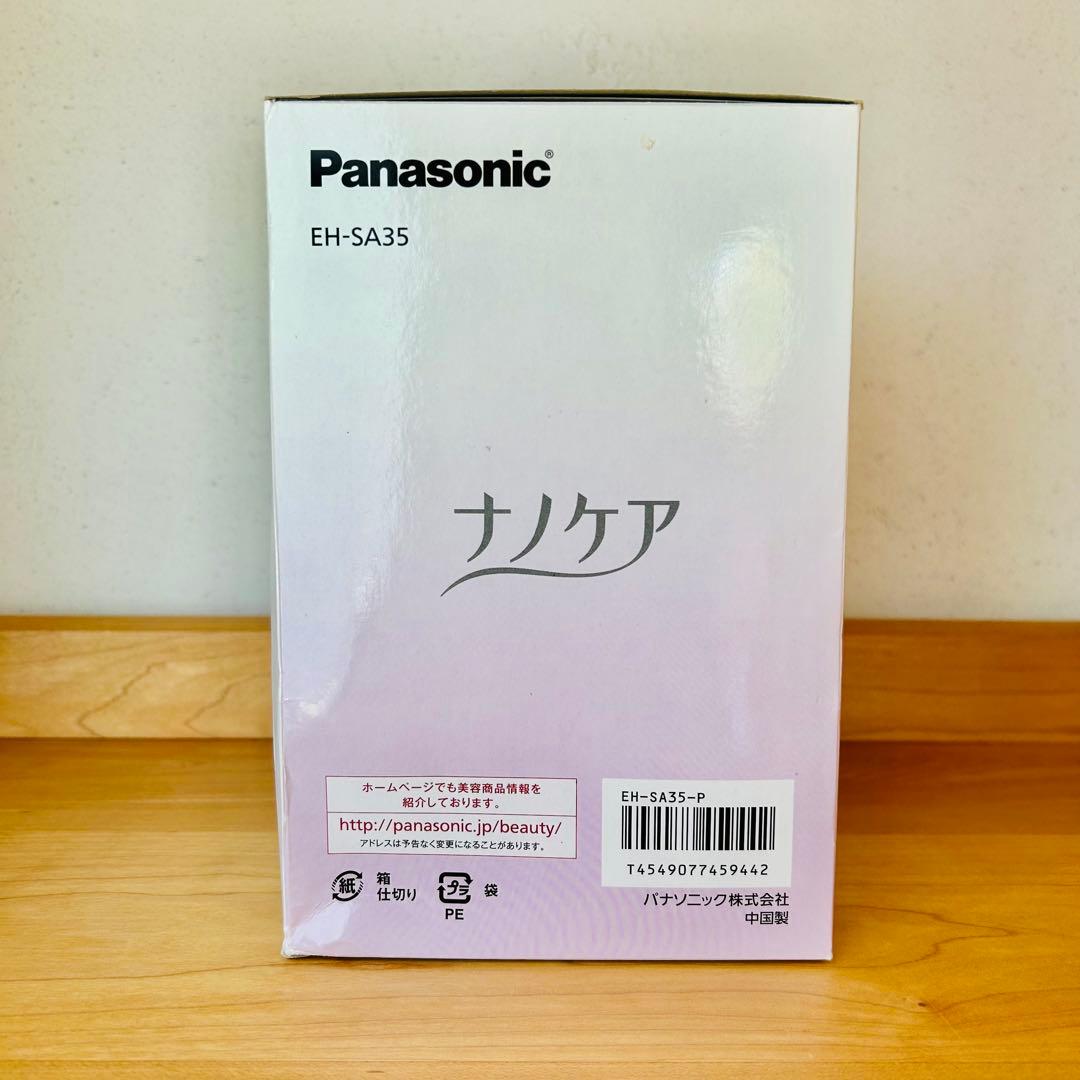 Panasonic®
EH-SA35
ナノケア
ホームページでも美容商品情報を
紹介しております。
http://panasonic.jp/beauty/
アドレスは予告なく変更になることがあります。
紙
箱
仕切り
プラ
PE
袋
EH-SA35-P
T4549077459442
パナソニック株式会社
中国製